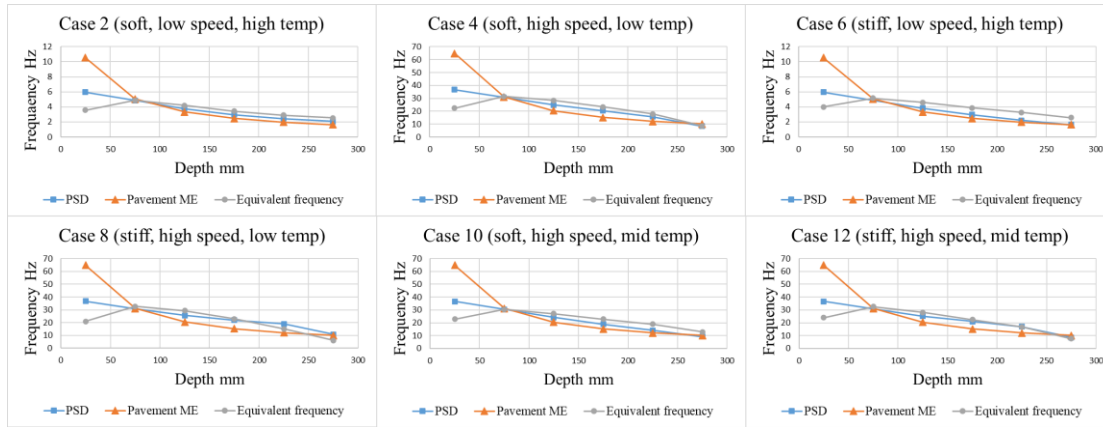 Case 2 (soft, low speed, high temp)
Frequaency Hz
12
10
8
6
4
2
0
0 50 100 150 200 250 300
Depth mm
PSD Pavement ME Equivalent frequency
Case 4 (soft, high speed, low temp)
Frequency Hz
70
60
50
40
30
20
10
0
0 50 100 150 200 250 300
Depth mm
PSD Pavement ME Equivalent frequency
Case 6 (stiff, low speed, high temp)
Frequency Hz
12
10
8
6
4
2
0
0 50 100 150 200 250 300
Depth mm
PSD Pavement ME Equivalent frequency
Case 8 (stiff, high speed, low temp)
Frequency Hz
70
60
50
40
30
20
10
0
0 50 100 150 200 250 300
Depth mm
PSD Pavement ME Equivalent frequency
Case 10 (soft, high speed, mid temp)
Frequency Hz
70
60
50
40
30
20
10
0
0 50 100 150 200 250 300
Depth mm
PSD Pavement ME Equivalent frequency
Case 12 (stiff, high speed, mid temp)
Frequency Hz
70
60
50
40
30
20
10
0
0 50 100 150 200 250 300
Depth mm
PSD Pavement ME Equivalent frequency